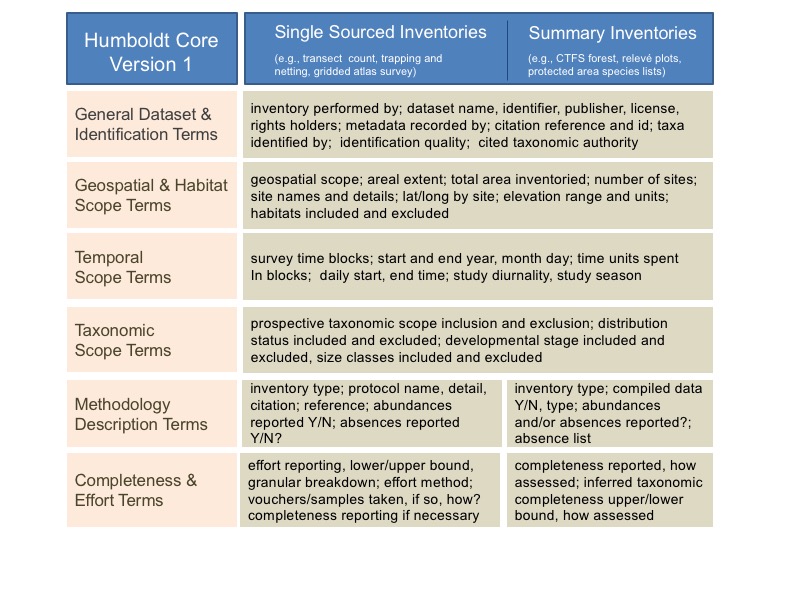 Humboldt Core
Version 1
Single Sourced Inventories
(e.g., transect count, trapping and
netting, gridded atlas survey)
Summary Inventories
(e.g., CTFS forest, relevé plots,
protected area species lists)
General Dataset &
Identification Terms
inventory performed by; dataset name, identifier, publisher, license,
rights holders; metadata recorded by; citation reference and id; taxa
identified by; identification quality; cited taxonomic authority
Geospatial & Habitat
Scope Terms
geospatial scope; areal extent; total area inventoried; number of sites;
site names and details; lat/long by site; elevation range and units;
habitats included and excluded
Temporal
Scope Terms
survey time blocks; start and end year, month day; time units spent
In blocks; daily start, end time; study diurnality, study season
Taxonomic
Scope Terms
prospective taxonomic scope inclusion and exclusion; distribution
status included and excluded; developmental stage included and
excluded, size classes included and excluded
Methodology
Description Terms
inventory type; protocol name, detail,
citation; reference; abundances
reported Y/N; absences reported
Y/N?
inventory type; compiled data
Y/N, type; abundances
and/or absences reported?;
absence list
Completeness &
Effort Terms
effort reporting, lower/upper bound,
granular breakdown; effort method;
vouchers/samples taken, if so, how?
completeness reporting if necessary
completeness reported, how
assessed; inferred taxonomic
completeness upper/lower
bound, how assessed